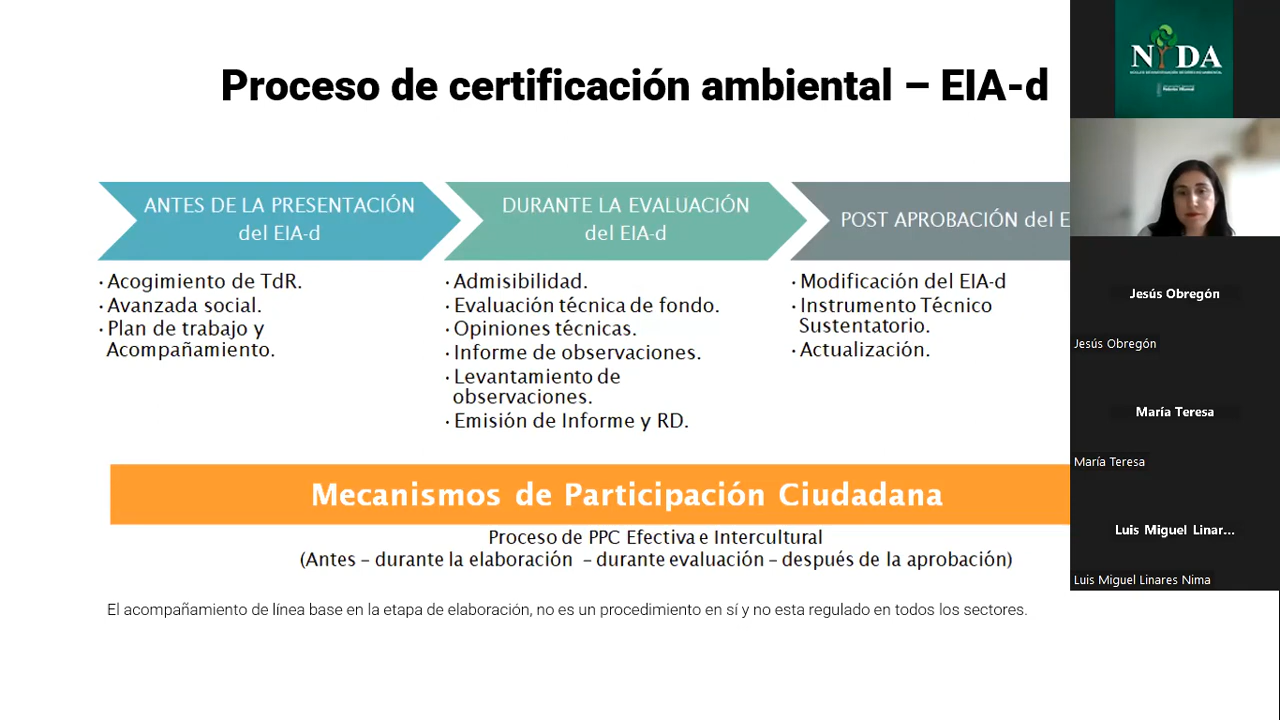 Proceso de certificación ambiental – EIA-d
ANTES DE LA PRESENTACIÓN
del EIA-d
DURANTE LA EVALUACIÓN
del EIA-d
POST APROBACIÓN del E
· Acogimiento de TdR.
· Avanzada social.
· Plan de trabajo y
Acompañamiento.
· Admisibilidad.
· Evaluación técnica de fondo.
· Opiniones técnicas.
· Informe de observaciones.
· Levantamiento de
observaciones.
· Emisión de Informe y RD.
· Modificación del EIA-d
· Instrumento Técnico
Sustentatorio.
· Actualización.
Mecanismos de Participación Ciudadana
Proceso de PPC Efectiva e Intercultural
(Antes – durante la elaboración – durante evaluación – después de la aprobación)
El acompañamiento de línea base en la etapa de elaboración, no es un procedimiento en sí y no esta regulado en todos los sectores.
NIDA
Jesús Obregón
Jesús Obregón
María Teresa
María Teresa
Luis Miguel Linar...
Luis Miguel Linares Nima